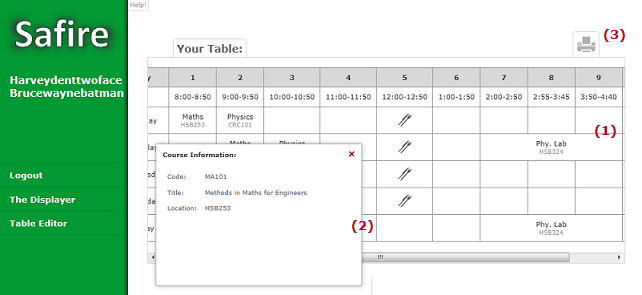 Help!
Safire
Harveydenttwoface
Brucewaynebatman
Logout
The Displayer
Table Editor
Your Table:
(3)
y 1 2 3 4 5 6 7 8 9
8:00-8:50 9:00-9:50 10:00-10:50 11:00-11:50 12:00-12:50 1:00-1:50 2:00-2:50 2:55-3:45 3:50-4:40
ay Maths Physics
HSB253 CRC101
(1)
day Maths Physics Phy. Lab
HSB324
sd
da
ay Phy. Lab
HSB324
Course Information: ×
Code: MA101
Title: Methods in Maths for Engineers
Location: HSB253
(2)